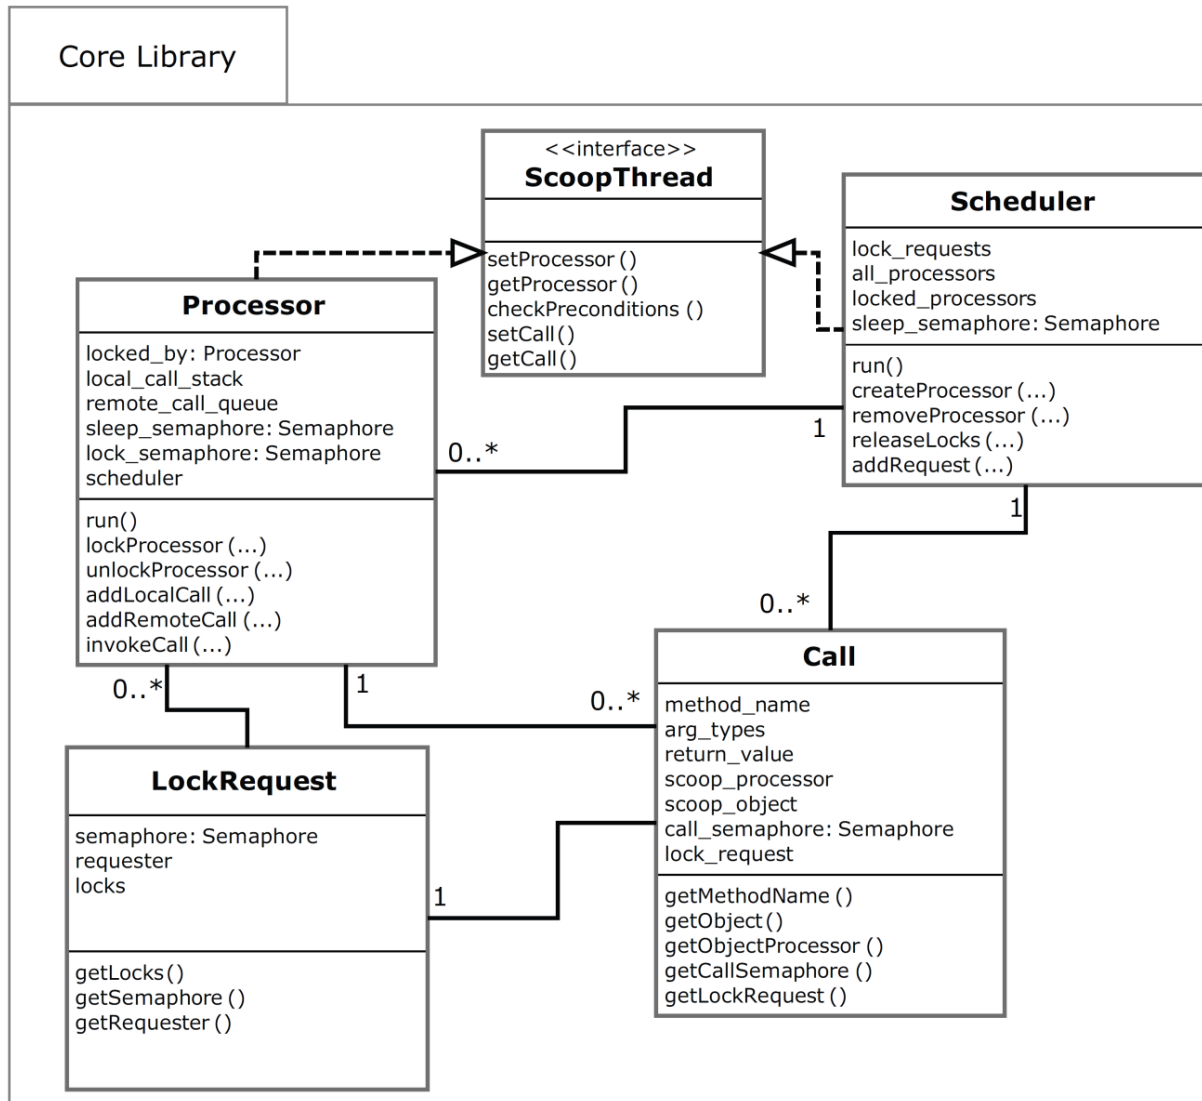 Core Library
<<interface>>
ScoopThread
setProcessor ()
getProcessor ()
checkPreconditions ()
setCall()
getCall()
Scheduler
lock_requests
all_processors
locked_processors
sleep_semaphore: Semaphore
run()
createProcessor (...)
removeProcessor (...)
releaseLocks (...)
addRequest (...)
Processor
locked_by: Processor
local_call_stack
remote_call_queue
sleep_semaphore: Semaphore
lock_semaphore: Semaphore
scheduler
run()
lockProcessor (...)
unlockProcessor (...)
addLocalCall (...)
addRemoteCall (...)
invokeCall (...)
0..*
1
1
0..*
0..*
1
0..*
Call
method_name
arg_types
return_value
scoop_processor
scoop_object
call_semaphore: Semaphore
lock_request
getMethodName ()
getObject ()
getObjectProcessor ()
getCallSemaphore ()
getLockRequest ()
LockRequest
semaphore: Semaphore
requester
locks
getLocks ()
getSemaphore ()
getRequester ()
1